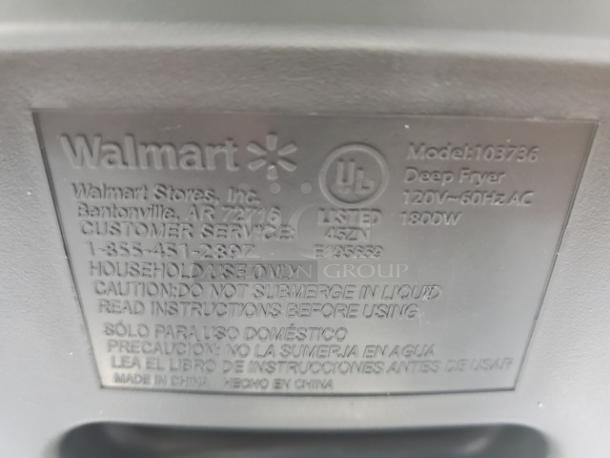 Walmart
Walmart Stores, Inc.
Bentonville, AR 72716
CUSTOMER SERVICE:
1-855-451-2897
HOUSEHOLD USE ONLY
CAUTION: DO NOT SUBMERGE IN LIQUID
READ INSTRUCTIONS BEFORE USING
SÓLO PARA USO DOMÉSTICO
PRECAUCIÓN: NO LA SUMERJA EN AGUA
LEA EL LIBRO DE INSTRUCCIONES ANTES DE USAR
MADE IN CHINA HECHO EN CHINA
UL
LISTED
45ZN
Model:103736
Deep Fryer
120V~60Hz AC
1800W
GROUP